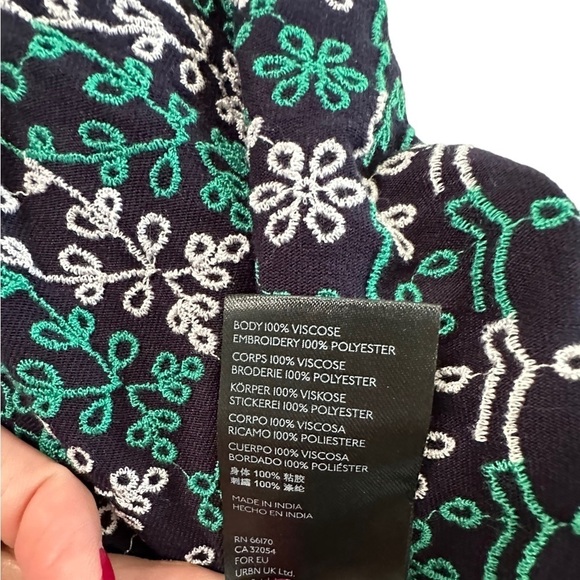 BODY 100% VISCOSE
EMBROIDERY 100% POLYESTER
CORPS 100% VISCOSE
BRODERIE 100% POLYESTER
KÖRPER 100% VISKOSE
STICKEREI 100% POLYESTER
CORPO 100% VISCOSA
RICAMO 100% POLIESTERE
CUERPO 100% VISCOSA
BORDADO 100% POLIÉSTER
身体 100% 粘胶
刺繡 100% 涤纶
MADE IN INDIA
HECHO EN INDIA
RN 66170
CA 32054
FOR EU
URBN UK Ltd.